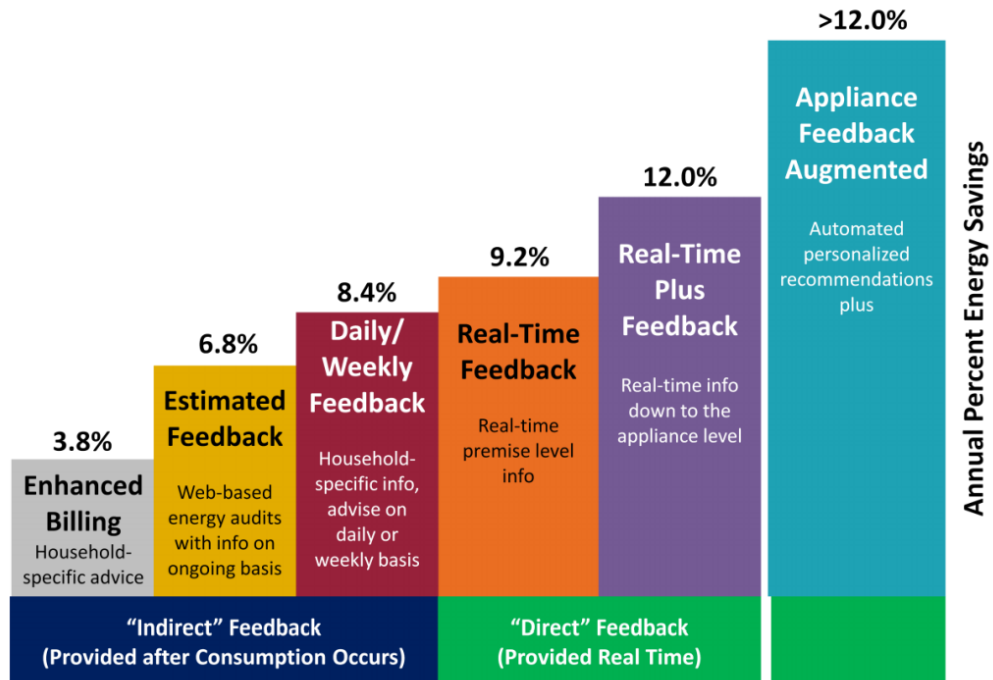 3.8%
Enhanced
Billing
Household-
specific advice
6.8%
Estimated
Feedback
Web-based
energy audits
with info on
ongoing basis
8.4%
Daily/
Weekly
Feedback
Household-
specific info,
advise on
daily or
weekly basis
9.2%
Real-Time
Feedback
Real-time
premise level
info
12.0%
Real-Time
Plus
Feedback
Real-time info
down to the
appliance level
>12.0%
Appliance
Feedback
Augmented
Automated
personalized
recommendations
plus
Annual Percent Energy Savings
“Indirect” Feedback
(Provided after Consumption Occurs)
“Direct” Feedback
(Provided Real Time)